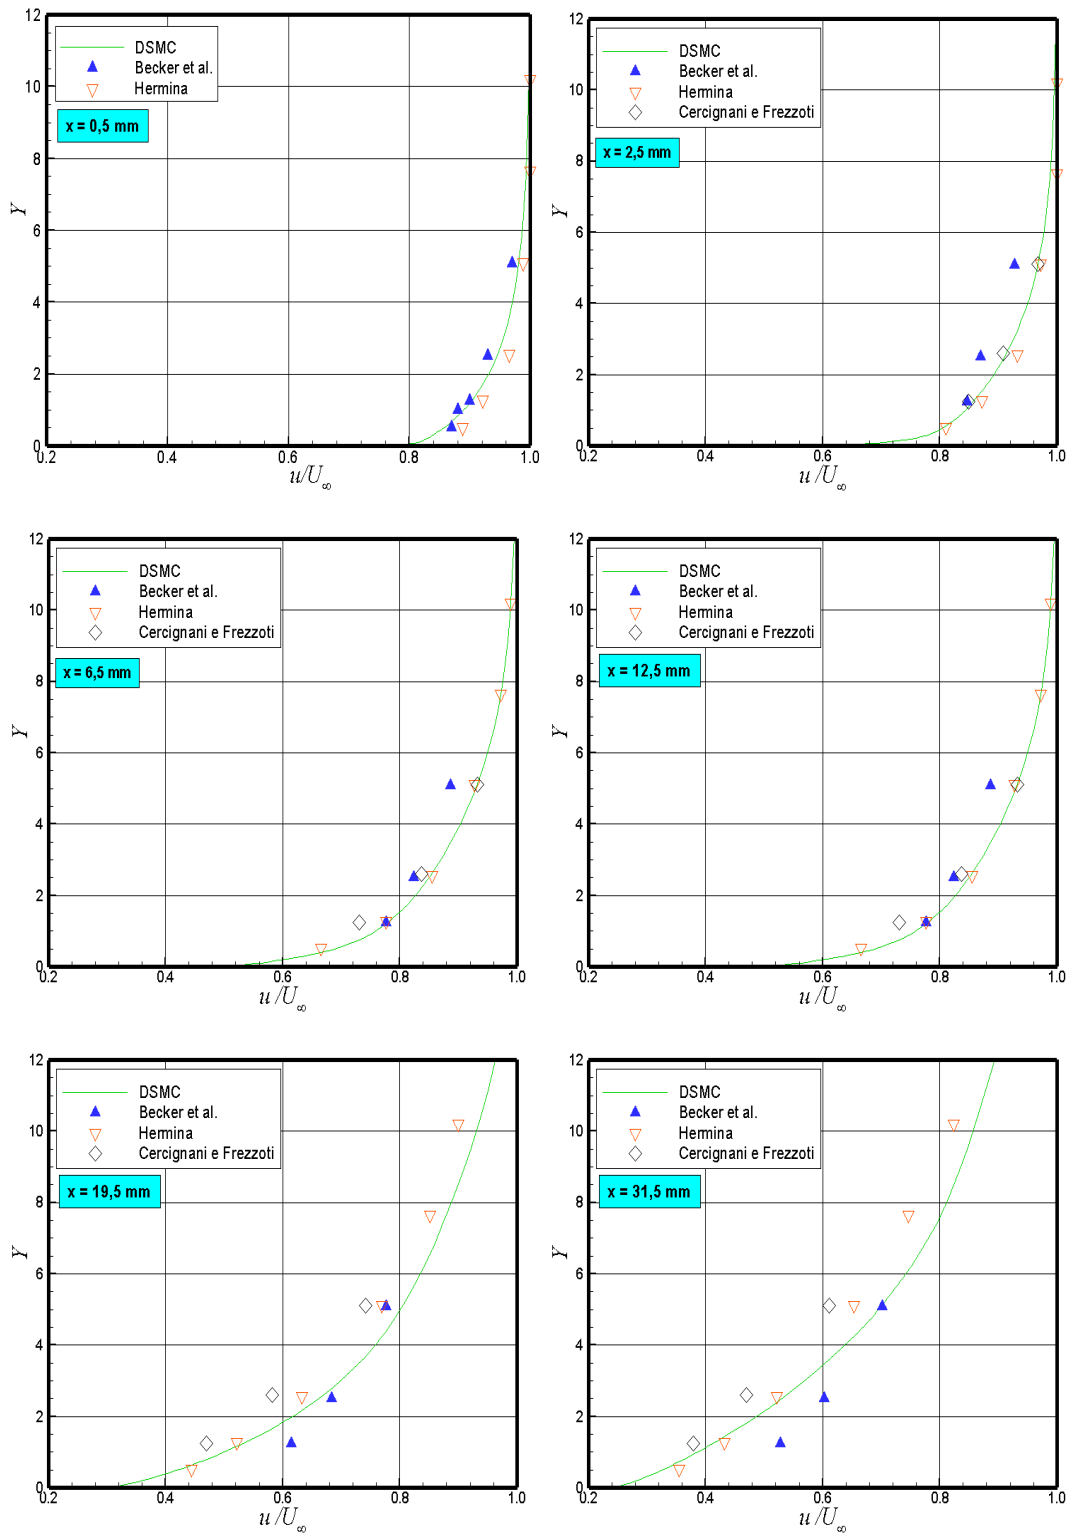 12
10
8
6
4
2
0
Y
DSMC
Becker et al.
Hermina
x = 0,5 mm
0.2
0.4
0.6
0.8
1.0
u/U∞
12
10
8
6
4
2
0
Y
DSMC
Becker et al.
Hermina
Cercignani e Frezzoti
x = 2,5 mm
0.2
0.4
0.6
0.8
1.0
u/U∞
12
10
8
6
4
2
0
Y
DSMC
Becker et al.
Hermina
Cercignani e Frezzoti
x = 6,5 mm
0.2
0.4
0.6
0.8
1.0
u/U∞
12
10
8
6
4
2
0
Y
DSMC
Becker et al.
Hermina
Cercignani e Frezzoti
x = 12,5 mm
0.2
0.4
0.6
0.8
1.0
u/U∞
12
10
8
6
4
2
0
Y
DSMC
Becker et al.
Hermina
Cercignani e Frezzoti
x = 19,5 mm
0.2
0.4
0.6
0.8
1.0
u/U∞
12
10
8
6
4
2
0
Y
DSMC
Becker et al.
Hermina
Cercignani e Frezzoti
x = 31,5 mm
0.2
0.4
0.6
0.8
1.0
u/U∞